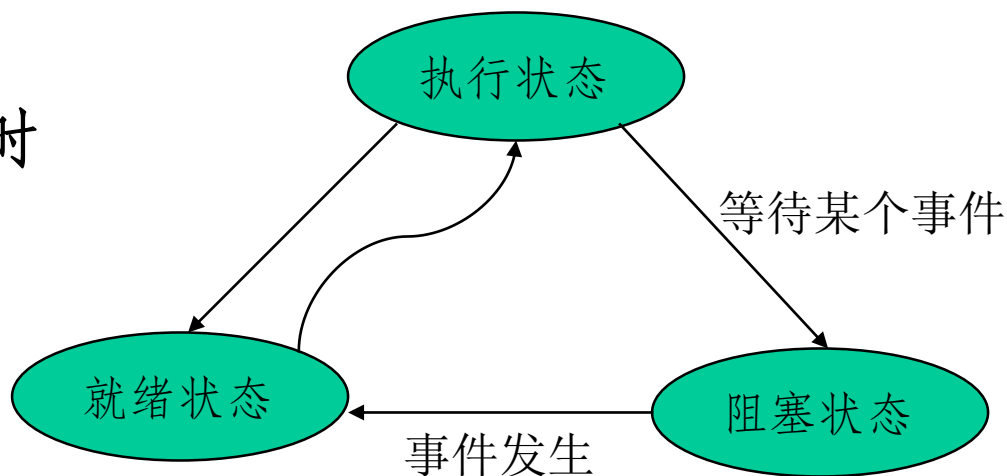 执行状态
时
等待某个事件
就绪状态
阻塞状态
事件发生